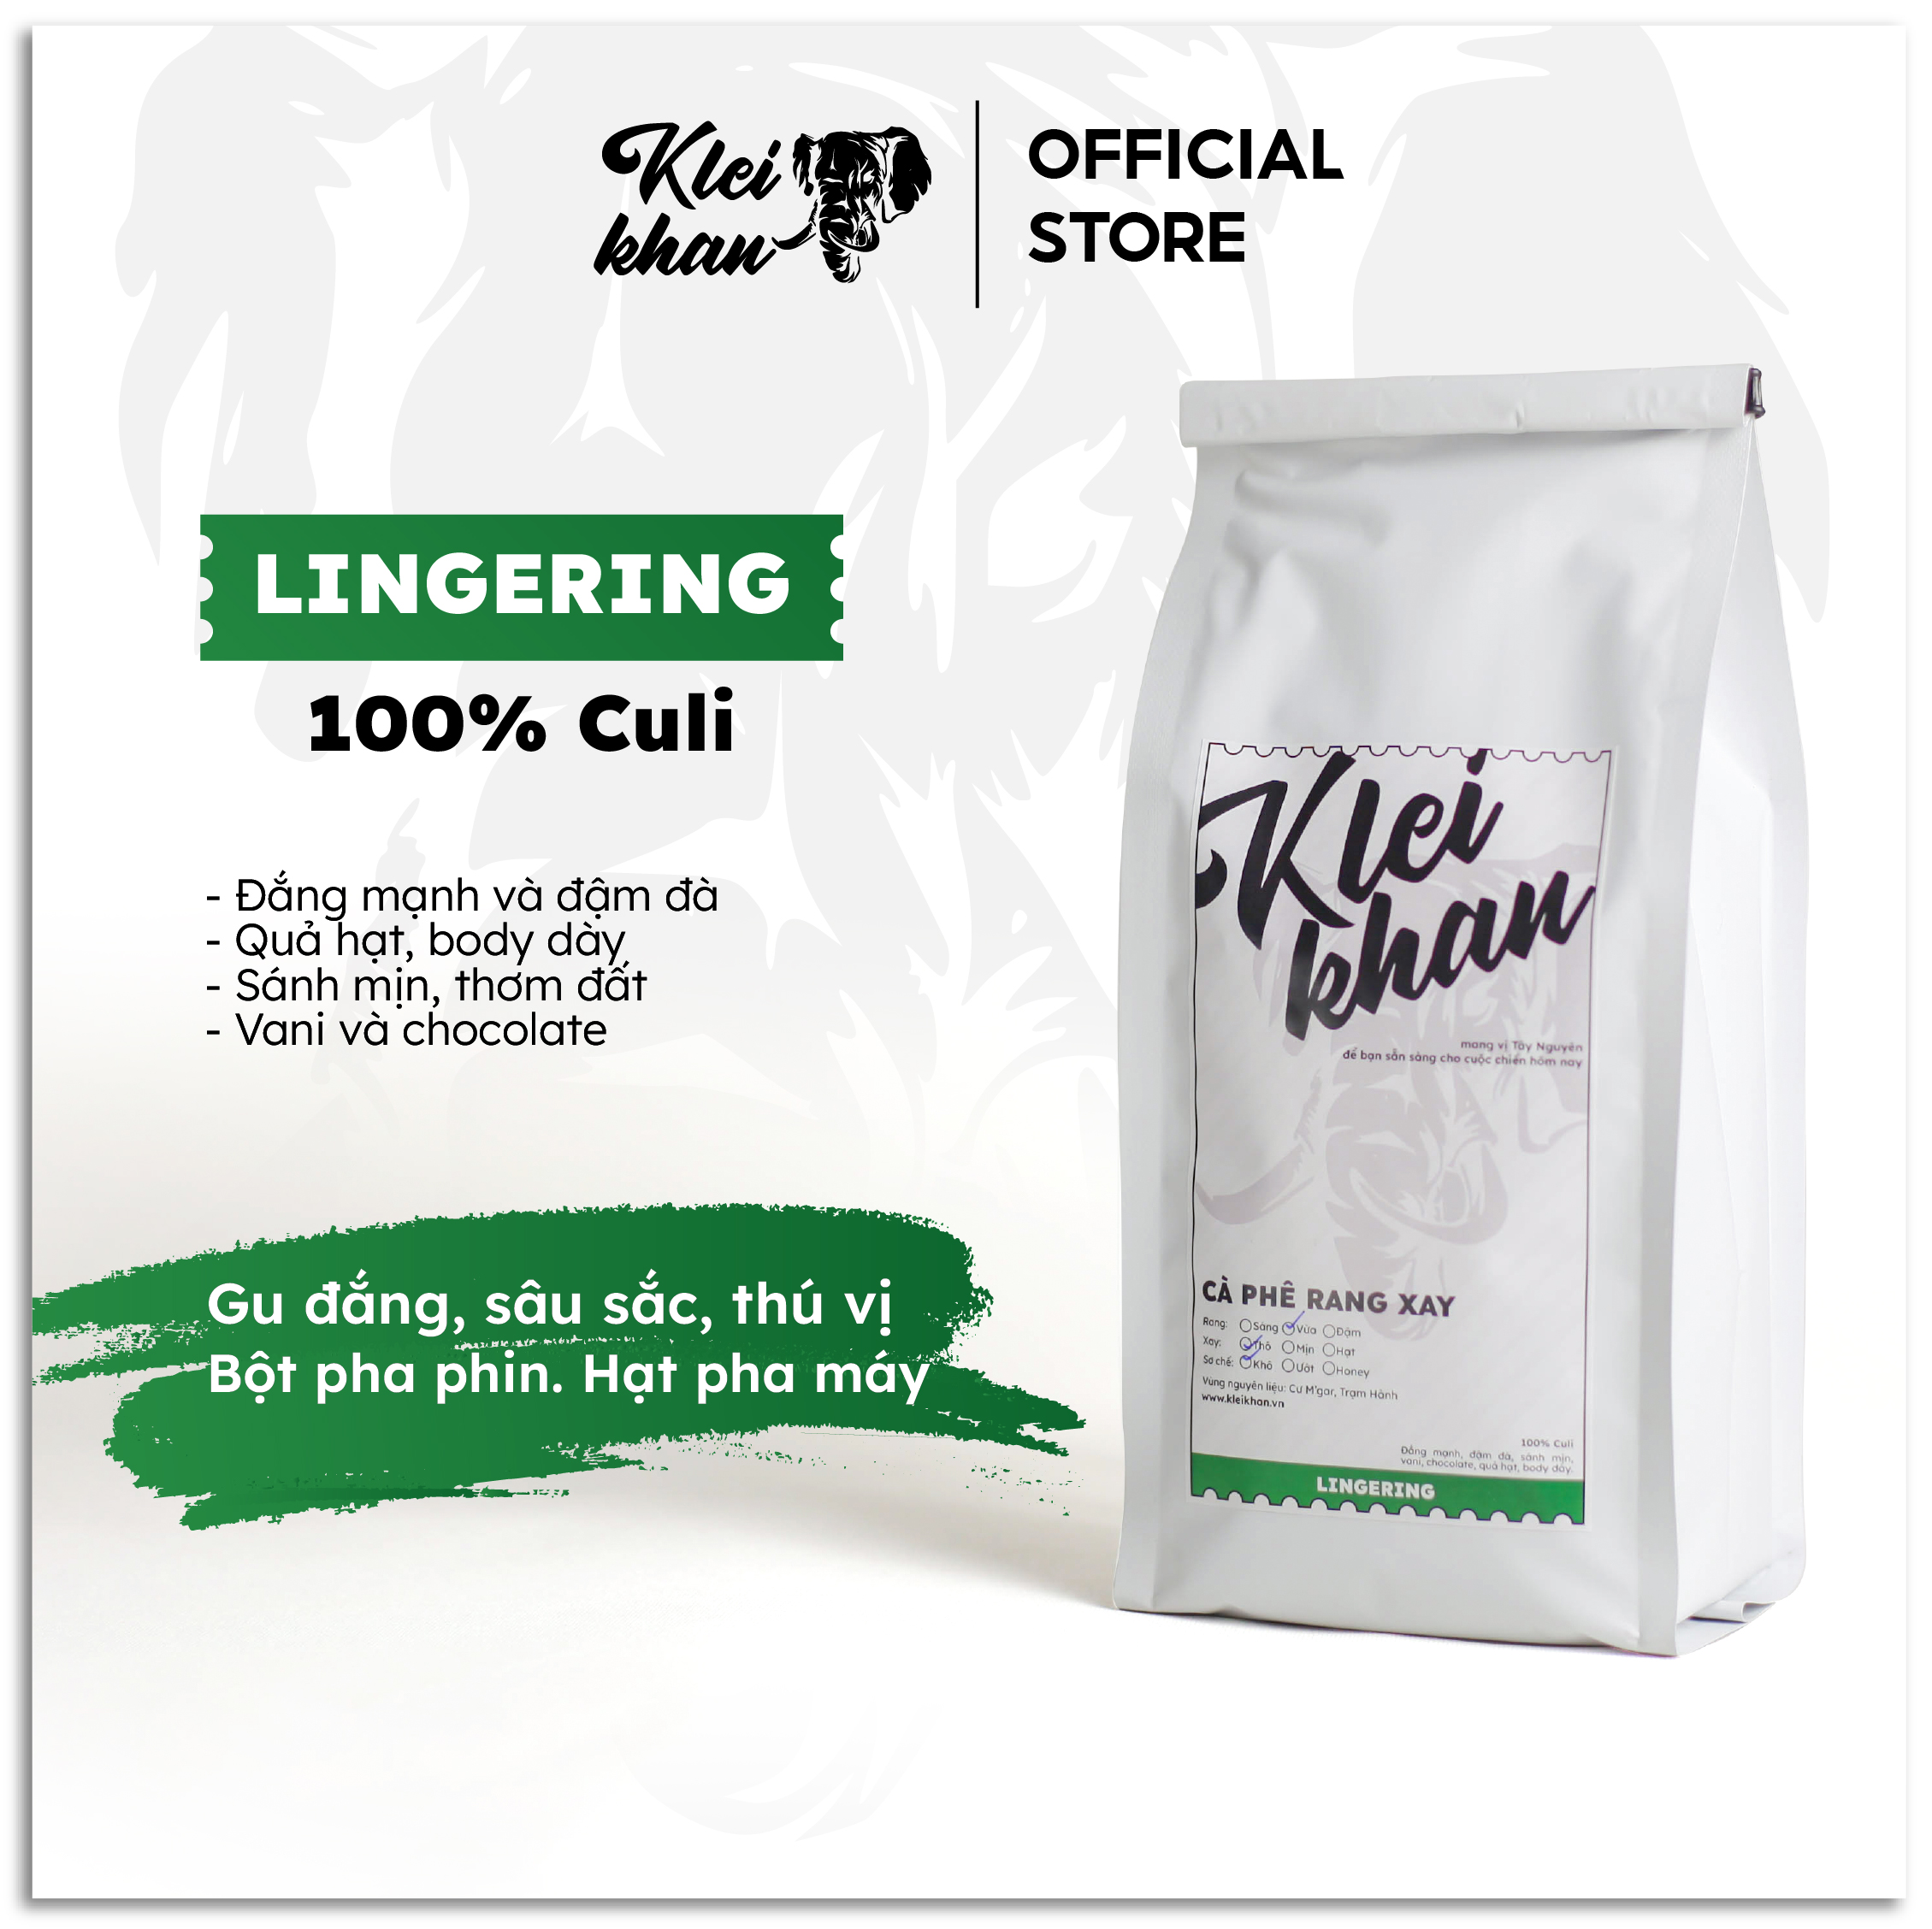 Klei
khan
OFFICIAL
STORE
LINGERING
100% Culi
- Đắng mạnh và đậm đà
- Quả hạt, body dày
- Sánh mịn, thơm đất
- Vani và chocolate
Gu đắng, sâu sắc, thú vị
Bột pha phin. Hạt pha máy
Klei
khan
mang vị Tây Nguyên
để bạn sẵn sàng cho cuộc chiến hôm nay
CÀ PHÊ RANG XAY
Rang: Sáng Vừa Đậm
Xay: Thô Mịn Hạt
Sơ chế: Khô Ướt Honey
Vùng nguyên liệu: Cư M'gar, Trạm Hành
www.kleikhan.vn
100% Culi
Đắng mạnh, đậm đà, sánh mịn,
vani, chocolate, quả hạt, body dày.
LINGERING